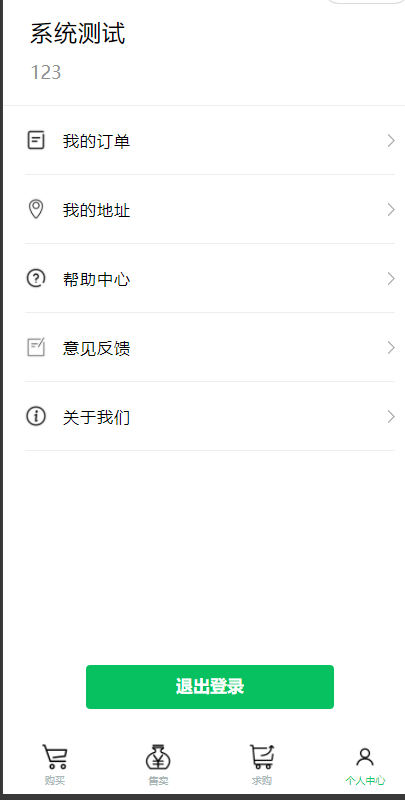 系统测试
123
我的订单
我的地址
帮助中心
意见反馈
关于我们
退出登录
购买
售卖
求购
个人中心